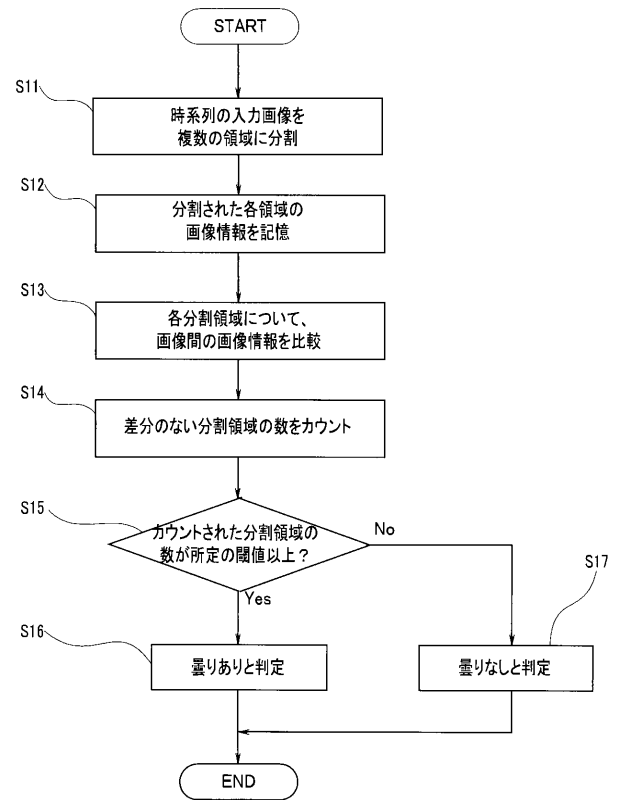 START
S11
時系列の入力画像を
複数の領域に分割
S12
分割された各領域の
画像情報を記憶
S13
各分割領域について、
画像間の画像情報を比較
S14
差分のない分割領域の数をカウント
S15
カウントされた分割領域の
数が所定の閾値以上？
No
Yes
S16
曇りありと判定
S17
曇りなしと判定
END